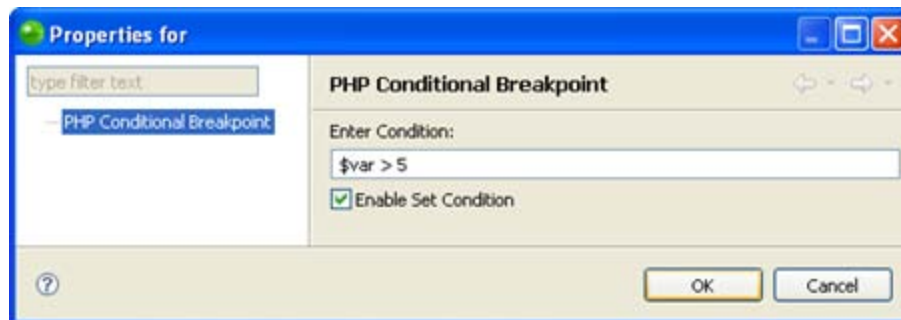 Properties for
type filter text
PHP Conditional Breakpoint
PHP Conditional Breakpoint
Enter Condition:
$var > 5
Enable Set Condition
OK
Cancel